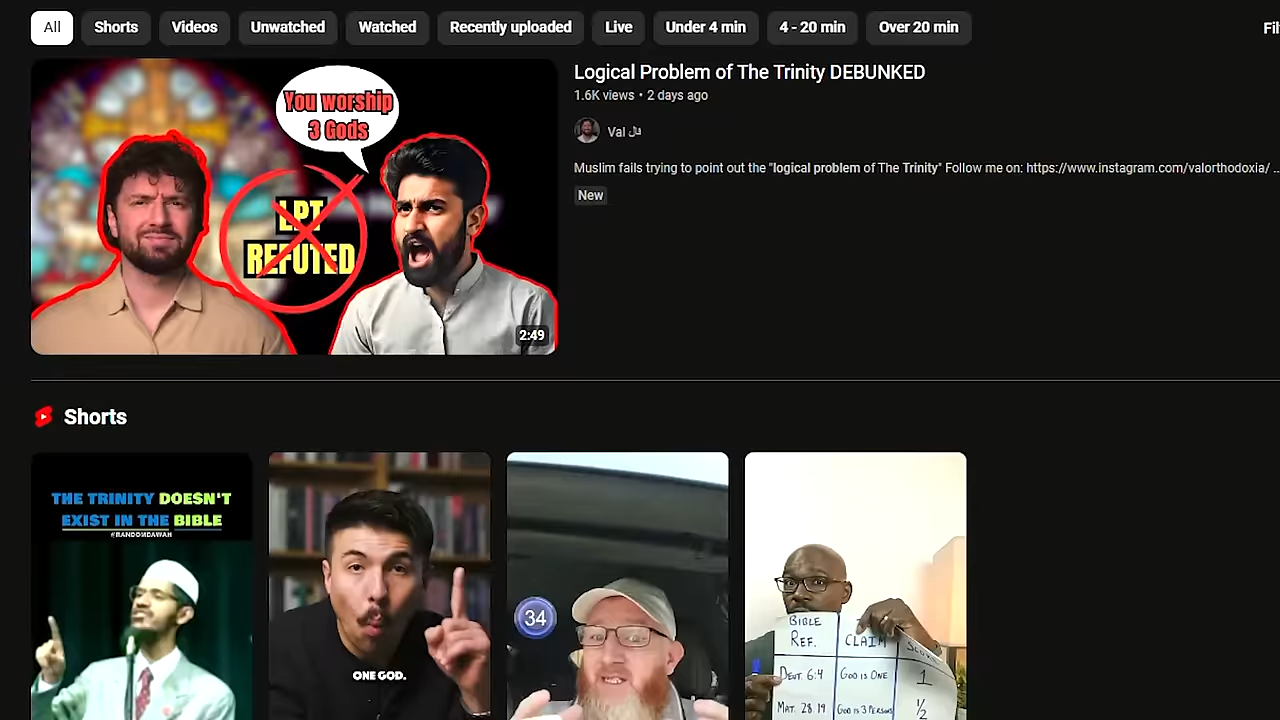 All
Shorts
Videos
Unwatched
Watched
Recently uploaded
Live
Under 4 min
4 - 20 min
Over 20 min
You worship
3 Gods
LPT
REFUTED
2:49
Logical Problem of The Trinity DEBUNKED
1.6K views • 2 days ago
Val ڤال
Muslim fails trying to point out the "logical problem of The Trinity" Follow me on: https://www.instagram.com/valorthodoxia/ ...
New
Shorts
THE TRINITY DOESN'T
EXIST IN THE BIBLE
#RANDOMDAWAH
ONE GOD.
34
BIBLE
REF.
CLAIM
DEUT. 6:4
GOD IS ONE
1
MAT. 28 19
GOD IS 3 PERSONS
1/2